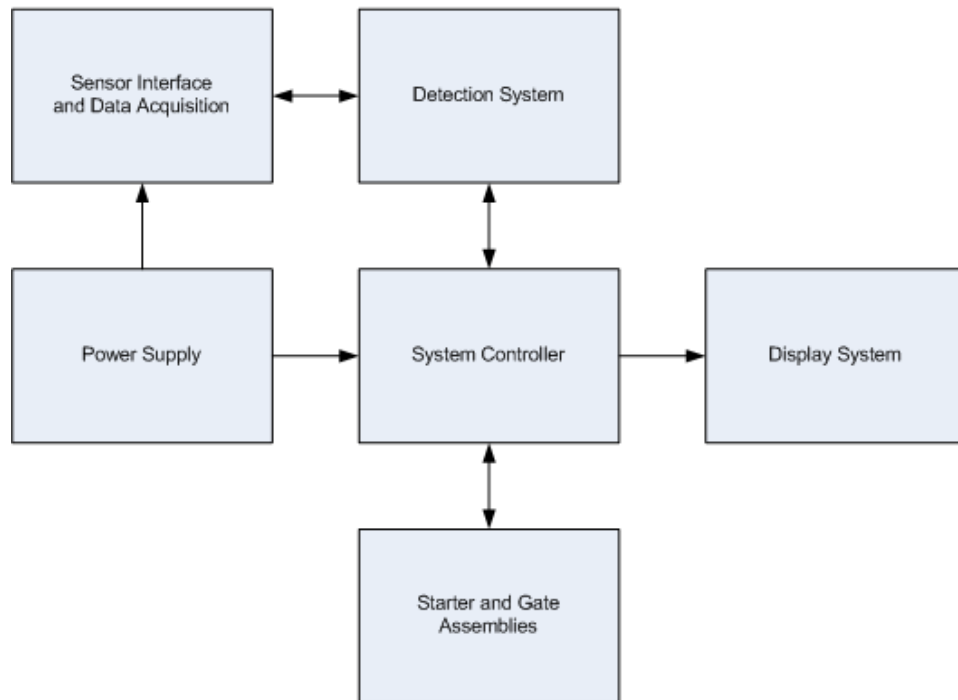 Sensor Interface
and Data Acquisition
Detection System
Power Supply
System Controller
Display System
Starter and Gate
Assemblies